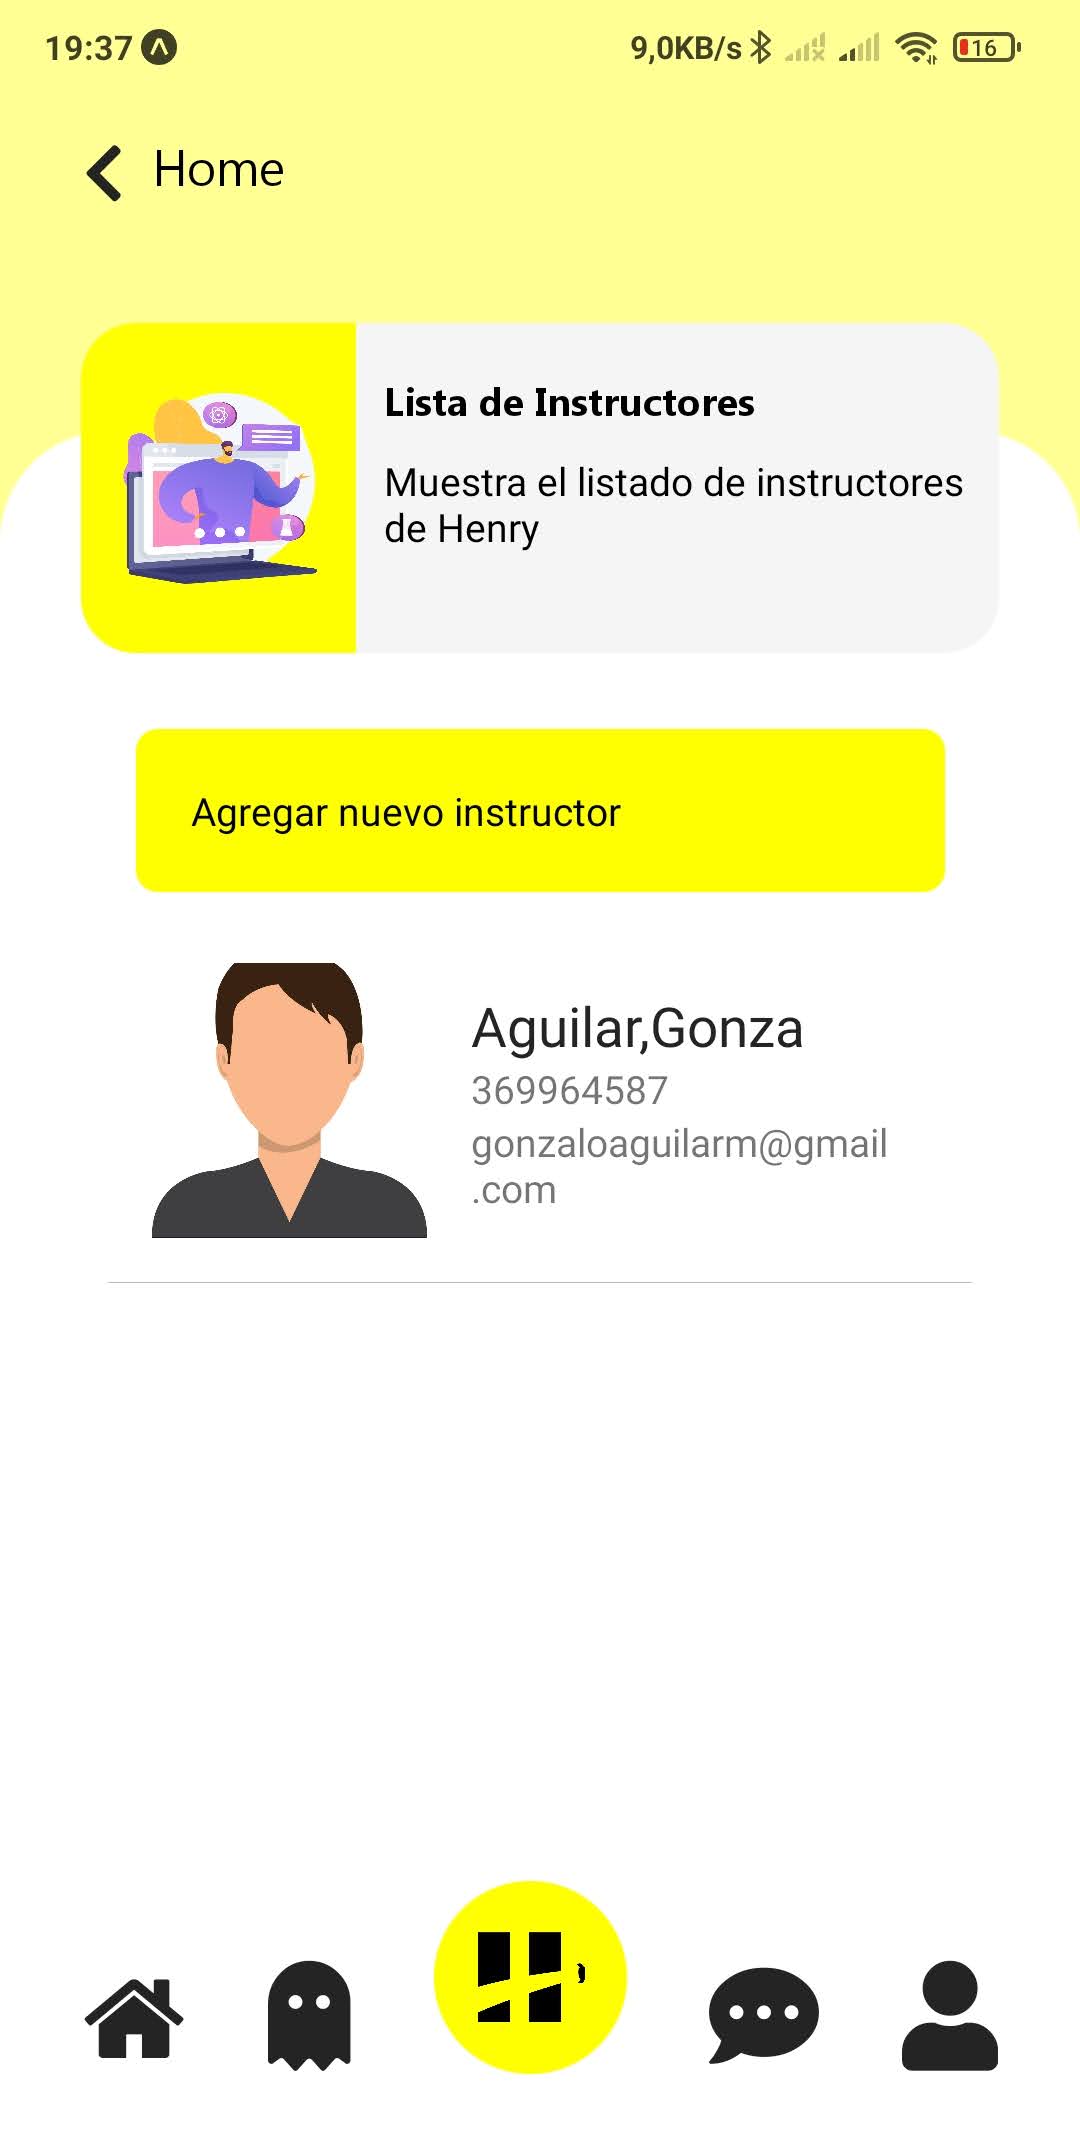 19:37
9,0KB/s
16
Home
Lista de Instructores
Muestra el listado de instructores
de Henry
Agregar nuevo instructor
Aguilar,Gonza
369964587
gonzaloaguilarm@gmail
.com